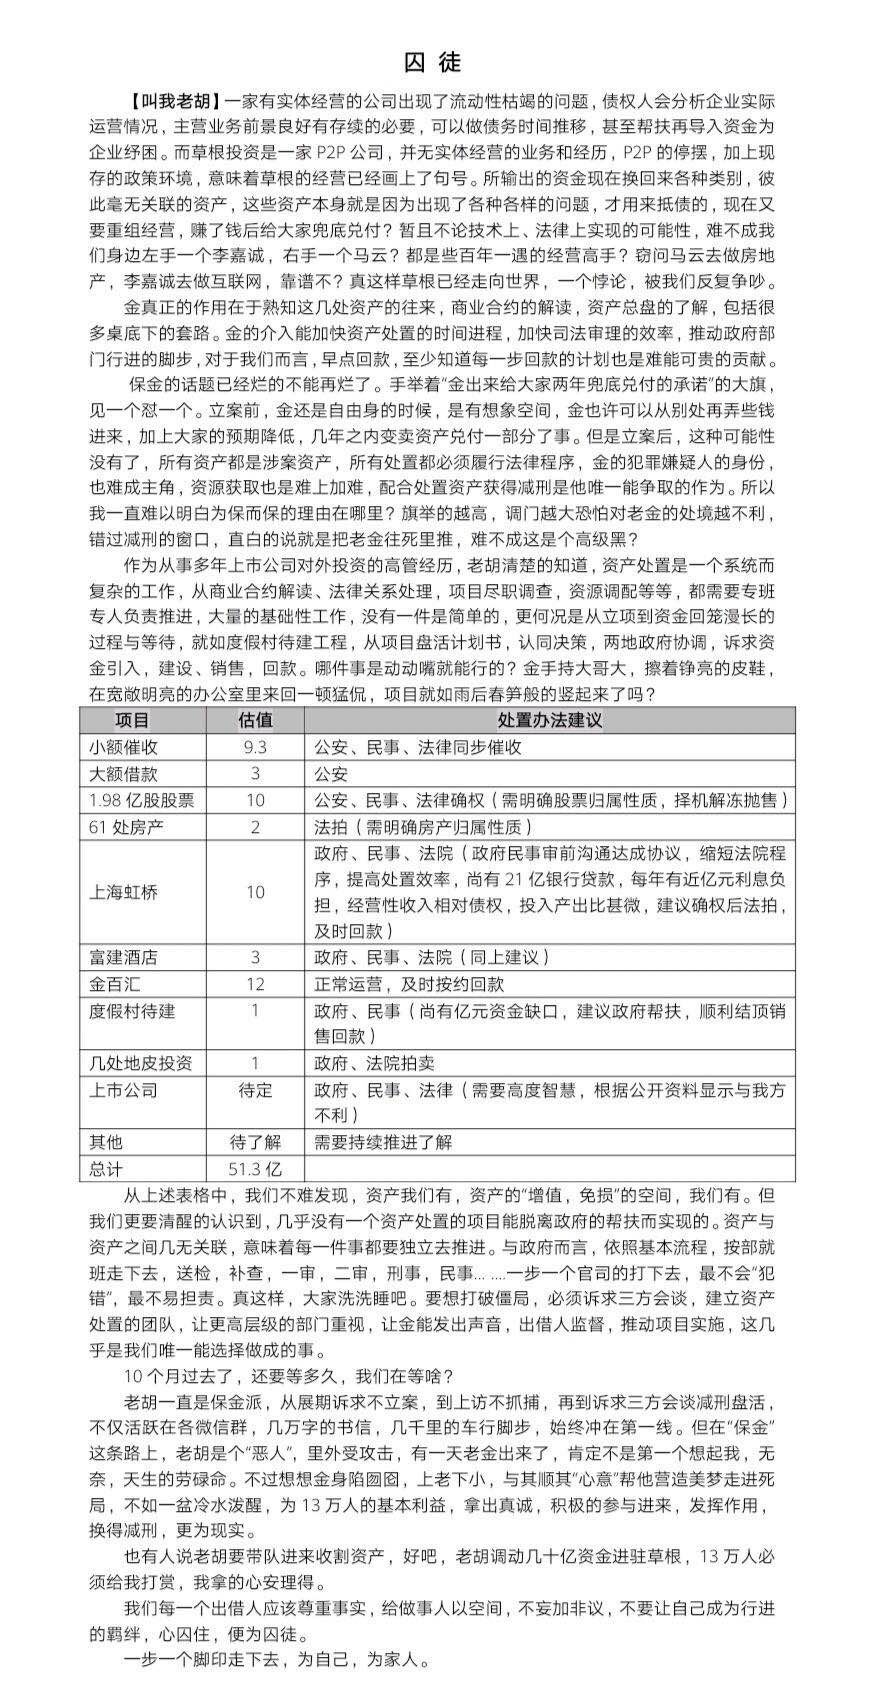 囚 徒
【叫我老胡】一家有实体经营的公司出现了流动性枯竭的问题，债权人会分析企业实际
运营情况，主营业务前景良好有存续的必要，可以做债务时间推移，甚至帮扶再导入资金为
企业纾困。而草根投资是一家 P2P 公司，并无实体经营的业务和经历，P2P 的停摆，加上现
存的政策环境，意味着草根的经营已经画上了句号。所输出的资金现在换回来各种类别，彼
此毫无关联的资产，这些资产本身就是因为出现了各种各样的问题，才用来抵债的，现在又
要重组经营，赚了钱后给大家兜底兑付？暂且不论技术上、法律上实现的可能性，难不成我
们身边左手一个李嘉诚，右手一个马云？都是些百年一遇的经营高手？窃问马云去做房地
产，李嘉诚去做互联网，靠谱不？真这样草根已经走向世界，一个悖论，被我们反复争吵。
金真正的作用在于熟知这几处资产的往来，商业合约的解读，资产总盘的了解，包括很
多桌底下的套路。金的介入能加快资产处置的时间进程，加快司法审理的效率，推动政府部
门行进的脚步，对于我们而言，早点回款，至少知道每一步回款的计划也是难能可贵的贡献。
保金的话题已经烂的不能再烂了。手举着“金出来给大家两年兜底兑付的承诺”的大旗，
见一个怼一个。立案前，金还是自由身的时候，是有想象空间，金也许可以从别处再弄些钱
进来，加上大家的预期降低，几年之内变卖资产兑付一部分了事。但是立案后，这种可能性
没有了，所有资产都是涉案资产，所有处置都必须履行法律程序，金的犯罪嫌疑人的身份，
也难成主角，资源获取也是难上加难，配合处置资产获得减刑是他唯一能争取的作为。所以
我一直难以明白为保而保的理由在哪里？旗举的越高，调门越大恐怕对老金的处境越不利，
错过减刑的窗口，直白的说就是把老金往死里推，难不成这是个高级黑？
作为从事多年上市公司对外投资的高管经历，老胡清楚的知道，资产处置是一个系统而
复杂的工作，从商业合约解读、法律关系处理，项目尽职调查，资源调配等等，都需要专班
专人负责推进，大量的基础性工作，没有一件是简单的，更何况是从立项到资金回笼漫长的
过程与等待，就如度假村待建工程，从项目盘活计划书，认同决策，两地政府协调，诉求资
金引入，建设、销售，回款。哪件事是动动嘴就能行的？金手持大哥大，擦着铮亮的皮鞋，
在宽敞明亮的办公室里来回一顿猛侃，项目就如雨后春笋般的竖起来了吗？
项目 估值 处置办法建议
小额催收 9.3 公安、民事、法律同步催收
大额借款 3 公安
1.98 亿股股票 10 公安、民事、法律确权（需明确股票归属性质，择机解冻抛售）
61 处房产 2 法拍（需明确房产归属性质）
上海虹桥 10 政府、民事、法院（政府民事审前沟通达成协议，缩短法院程
序，提高处置效率，尚有 21 亿银行贷款，每年有近亿元利息负
担，经营性收入相对债权，投入产出比甚微，建议确权后法拍，
及时回款）
富建酒店 3 政府、民事、法院（同上建议）
金百汇 12 正常运营，及时按约回款
度假村待建 1 政府、民事（尚有亿元资金缺口，建议政府帮扶，顺利结顶销
售回款）
几处地皮投资 1 政府、法院拍卖
上市公司 待定 政府、民事、法律（需要高度智慧，根据公开资料显示与我方
不利）
其他 待了解 需要持续推进了解
总计 51.3 亿
从上述表格中，我们不难发现，资产我们有，资产的“增值，免损”的空间，我们有。但
我们更要清醒的认识到，几乎没有一个资产处置的项目能脱离政府的帮扶而实现的。资产与
资产之间几无关联，意味着每一件事都要独立去推进。与政府而言，依照基本流程，按部就
班走下去，送检，补查，一审，二审，刑事，民事... ....一步一个官司的打下去，最不会“犯
错”，最不易担责。真这样，大家洗洗睡吧。要想打破僵局，必须诉求三方会谈，建立资产
处置的团队，让更高层级的部门重视，让金能发出声音，出借人监督，推动项目实施，这几
乎是我们唯一能选择做成的事。
10 个月过去了，还要等多久，我们在等啥？
老胡一直是保金派，从展期诉求不立案，到上访不抓捕，再到诉求三方会谈减刑盘活，
不仅活跃在各微信群，几万字的书信，几千里的车行脚步，始终冲在第一线。但在“保金”
这条路上，老胡是个“恶人”，里外受攻击，有一天老金出来了，肯定不是第一个想起我，无
奈，天生的劳碌命。不过想想金身陷囹圄，上老下小，与其顺其“心意”帮他营造美梦走进死
局，不如一盆冷水泼醒，为 13 万人的基本利益，拿出真诚，积极的参与进来，发挥作用，
换得减刑，更为现实。
也有人说老胡要带队进来收割资产，好吧，老胡调动几十亿资金进驻草根，13 万人必
须给我打赏，我拿的心安理得。
我们每一个出借人应该尊重事实，给做事人以空间，不妄加非议，不要让自己成为行进
的羁绊，心囚住，便为囚徒。
一步一个脚印走下去，为自己，为家人。